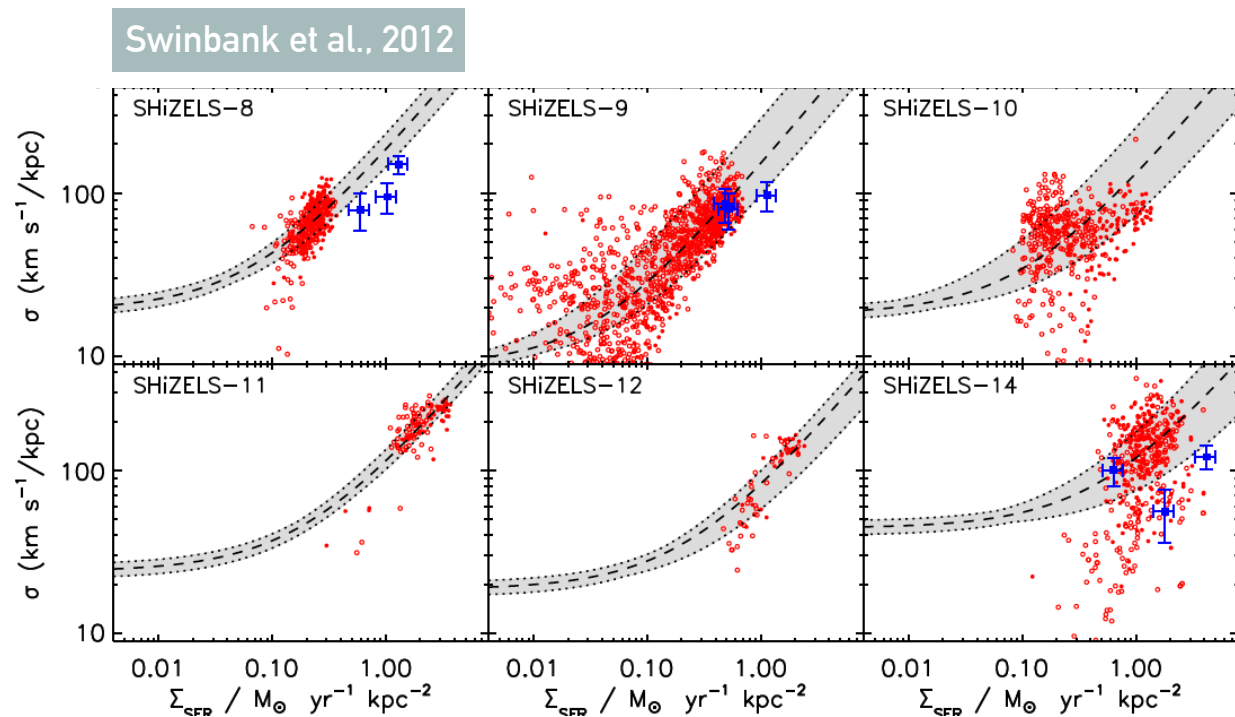 Swinbank et al., 2012
SHiZELS-8
SHiZELS-9
SHiZELS-10
σ (km s⁻¹/kpc)
100
10
SHiZELS-11
SHiZELS-12
SHiZELS-14
σ (km s⁻¹/kpc)
100
10
0.01 0.10 1.00
0.01 0.10 1.00
0.01 0.10 1.00
Σ_SFR / M_⊙ yr⁻¹ kpc⁻²
Σ_SFR / M_⊙ yr⁻¹ kpc⁻²
Σ_SFR / M_⊙ yr⁻¹ kpc⁻²